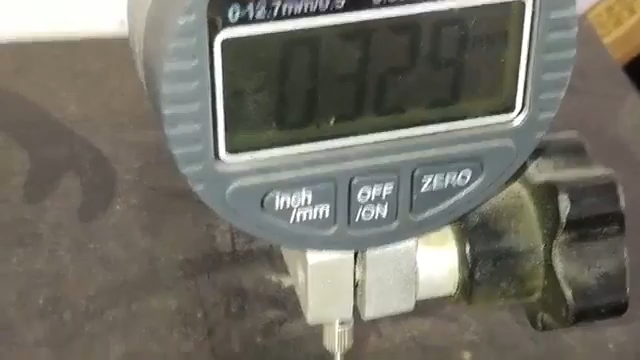 0-12.7mm/0.5"
0.329
Inch
/mm
OFF
/ON
ZERO